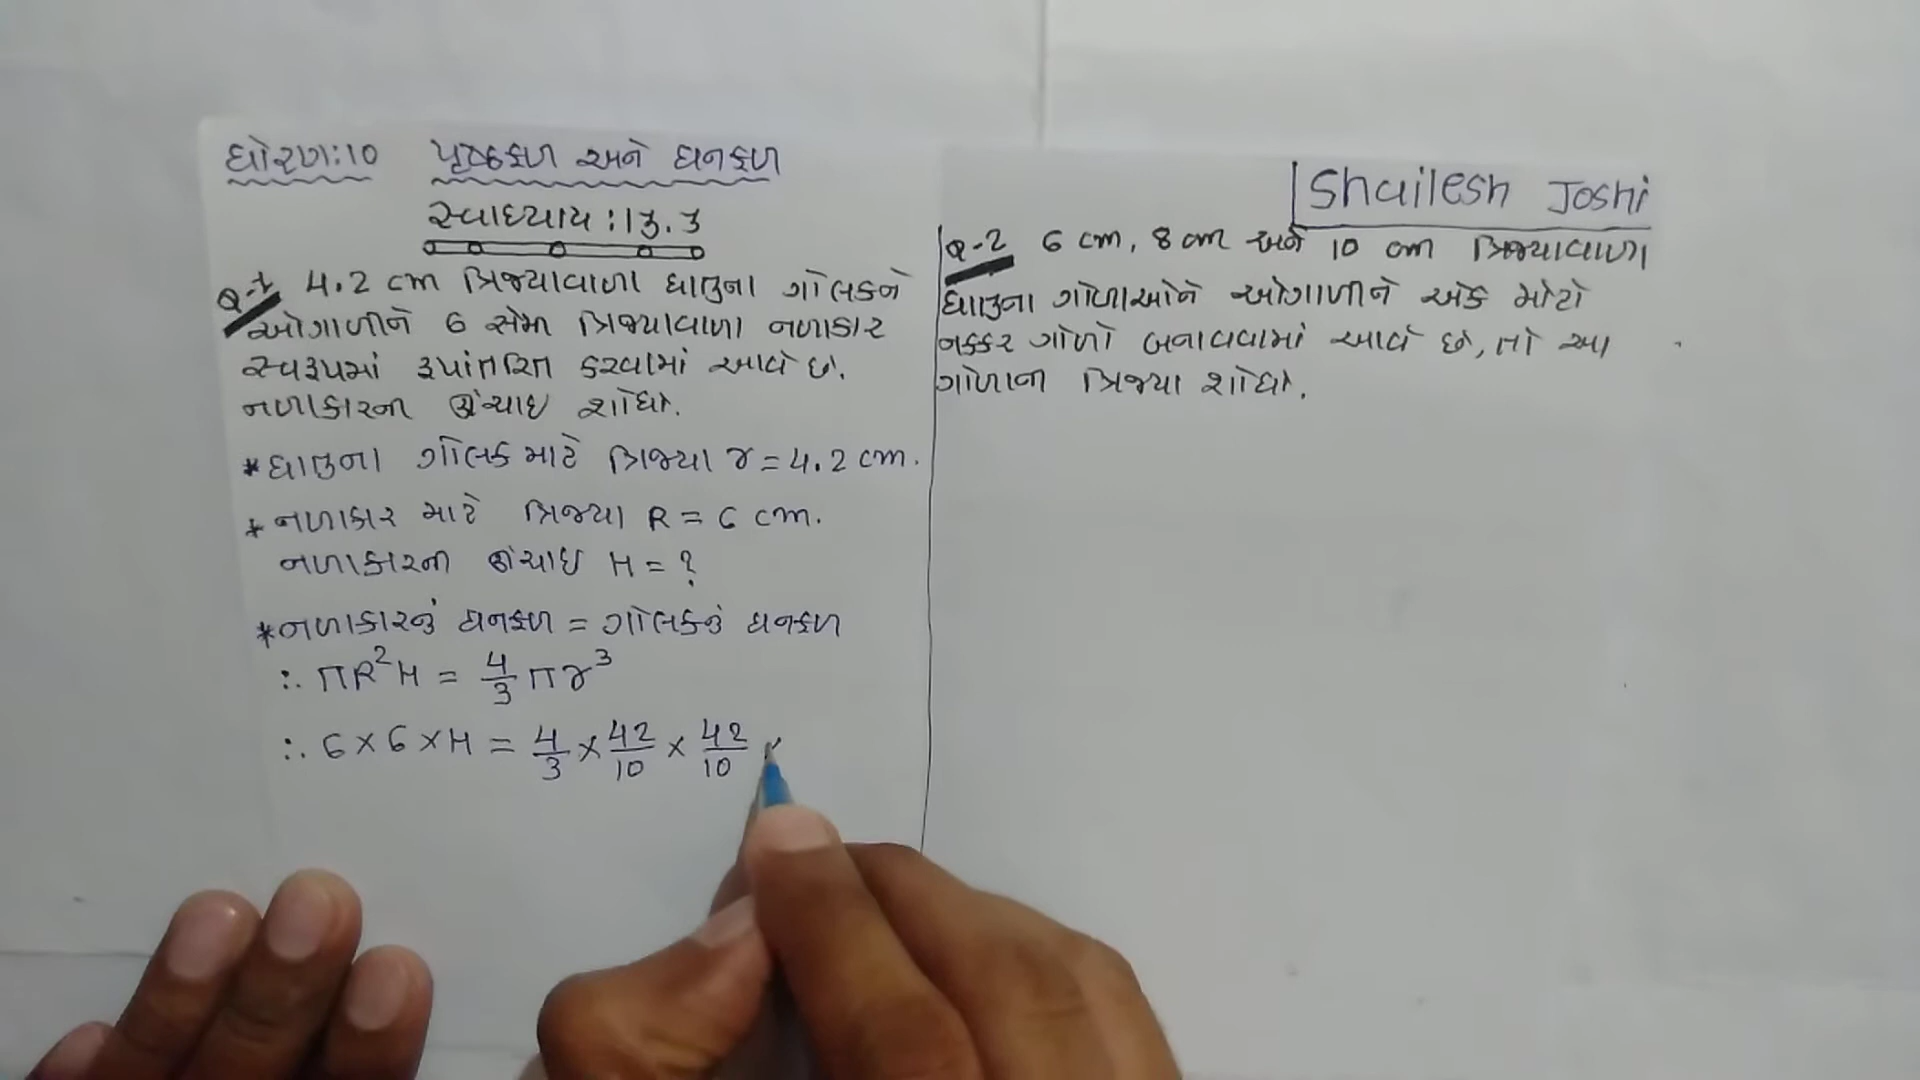 ધોરણ:10 પૃષ્ઠફળ અને ઘનફળ
સ્વાધ્યાય :13.3
Q-1 4.2 cm ત્રિજ્યાવાળા ધાતુના ગોલકને
ઓગાળીને 6 સેમી ત્રિજ્યાવાળા નળાકાર
સ્વરૂપમાં રૂપાંતરિત કરવામાં આવે છે.
નળાકારની ઊંચાઇ શોધો.
*ધાતુના ગોલક માટે ત્રિજ્યા r = 4.2 cm.
*નળાકાર માટે ત્રિજ્યા R = 6 cm.
નળાકારની ઊંચાઇ H = ?
*નળાકારનું ઘનફળ = ગોલકનું ઘનફળ
∴ πR²H = 4/3 πr³
∴ 6 × 6 × H = 4/3 × 42/10 × 42/10
Shailesh Joshi
Q-2 6 cm, 8 cm અને 10 cm ત્રિજ્યાવાળા
ધાતુના ગોળાઓને ઓગાળીને એક મોટો
નક્કર ગોળો બનાવવામાં આવે છે, તો આ
ગોળાની ત્રિજ્યા શોધો.